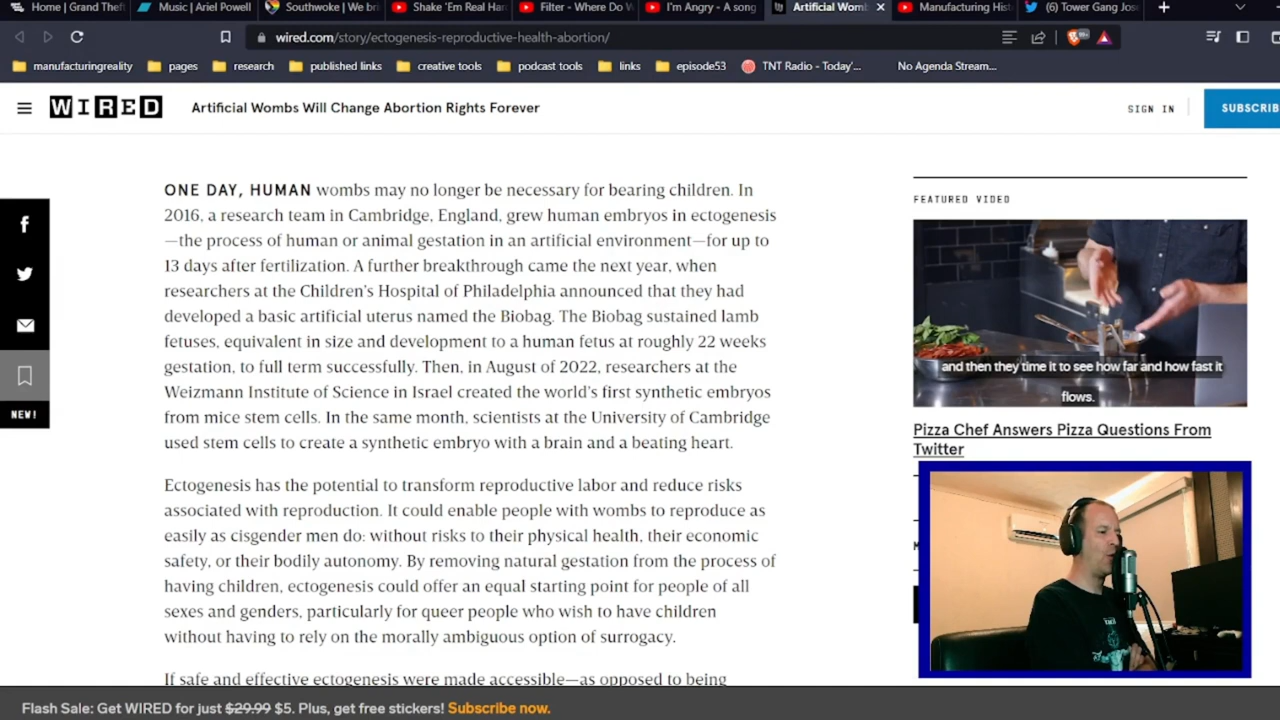 Home | Grand Theft
Music | Ariel Powell
Southwoke | We bri
Shake 'Em Real Har
Filter - Where Do W
I'm Angry - A song
Artificial Womb
Manufacturing Hist
(6) Tower Gang Jose
wired.com/story/ectogenesis-reproductive-health-abortion/
manufacturingreality
pages
research
published links
creative tools
podcast tools
links
episode53
TNT Radio - Today'...
No Agenda Stream...
WIRED
Artificial Wombs Will Change Abortion Rights Forever
SIGN IN
SUBSCRIB
ONE DAY, HUMAN wombs may no longer be necessary for bearing children. In
2016, a research team in Cambridge, England, grew human embryos in ectogenesis
—the process of human or animal gestation in an artificial environment—for up to
13 days after fertilization. A further breakthrough came the next year, when
researchers at the Children's Hospital of Philadelphia announced that they had
developed a basic artificial uterus named the Biobag. The Biobag sustained lamb
fetuses, equivalent in size and development to a human fetus at roughly 22 weeks
gestation, to full term successfully. Then, in August of 2022, researchers at the
Weizmann Institute of Science in Israel created the world's first synthetic embryos
from mice stem cells. In the same month, scientists at the University of Cambridge
used stem cells to create a synthetic embryo with a brain and a beating heart.
Ectogenesis has the potential to transform reproductive labor and reduce risks
associated with reproduction. It could enable people with wombs to reproduce as
easily as cisgender men do: without risks to their physical health, their economic
safety, or their bodily autonomy. By removing natural gestation from the process of
having children, ectogenesis could offer an equal starting point for people of all
sexes and genders, particularly for queer people who wish to have children
without having to rely on the morally ambiguous option of surrogacy.
If safe and effective ectogenesis were made accessible—as opposed to being
NEW!
FEATURED VIDEO
and then they time it to see how far and how fast it
flows.
Pizza Chef Answers Pizza Questions From
Twitter
Flash Sale: Get WIRED for just $29.99 $5. Plus, get free stickers! Subscribe now.